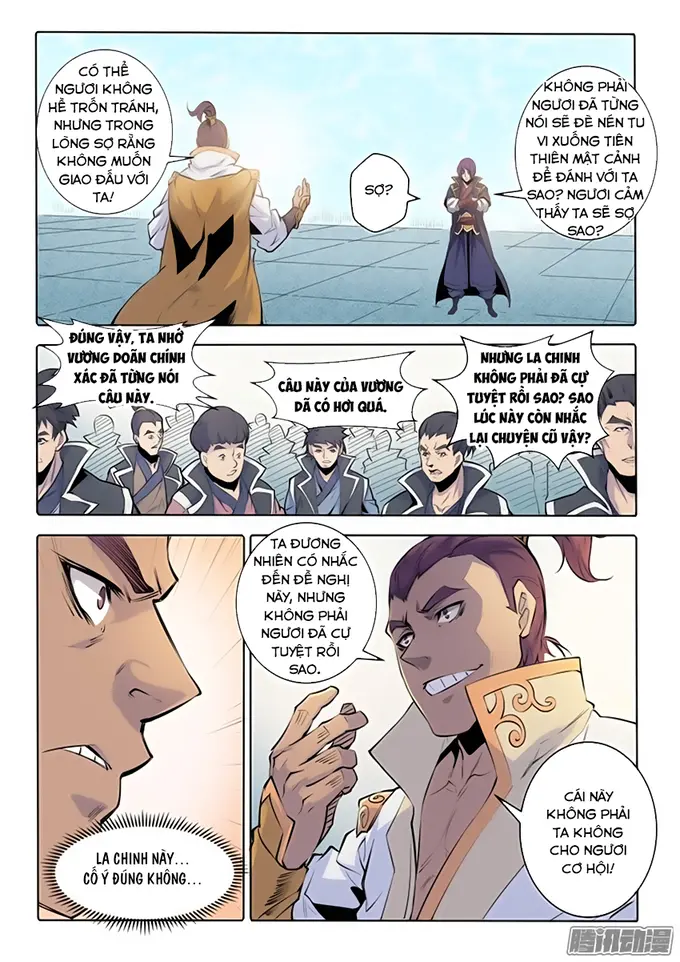 CÓ THỂ
NGƯƠI KHÔNG
HỀ TRỐN TRÁNH,
NHƯNG TRONG
LÒNG SỢ RẰNG
KHÔNG MUỐN
GIAO ĐẤU VỚI
TA!
SỢ?
KHÔNG PHẢI
NGƯƠI ĐÃ TỪNG
NÓI SẼ ĐÈ NÉN TU
VI XUỐNG TIÊN
THIÊN MẬT CẢNH
ĐỂ ĐÁNH VỚI TA
SAO? NGƯƠI CẢM
THẤY TA SẼ SỢ
SAO?
ĐÚNG VẬY, TA NHỚ
VƯƠNG DOÃN CHÍNH
XÁC ĐÃ TỪNG NÓI
CÂU NÀY.
CÂU NÀY CỦA VƯƠNG
DÃ CÓ HƠI QUÁ.
NHƯNG LA CHINH
KHÔNG PHẢI ĐÃ CỰ
TUYỆT RỒI SAO? SAO
LÚC NÀY CÒN NHẮC
LẠI CHUYỆN CŨ VẬY?
TA ĐƯƠNG
NHIÊN CÓ NHẮC
ĐẾN ĐỀ NGHỊ
NÀY, NHƯNG
KHÔNG PHẢI
NGƯƠI ĐÃ CỰ
TUYỆT RỒI
SAO.
LA CHINH NÀY...
CỐ Ý ĐÚNG KHÔNG...
CÁI NÀY
KHÔNG PHẢI
TA KHÔNG
CHO NGƯƠI
CƠ HỘI!
腾讯动漫